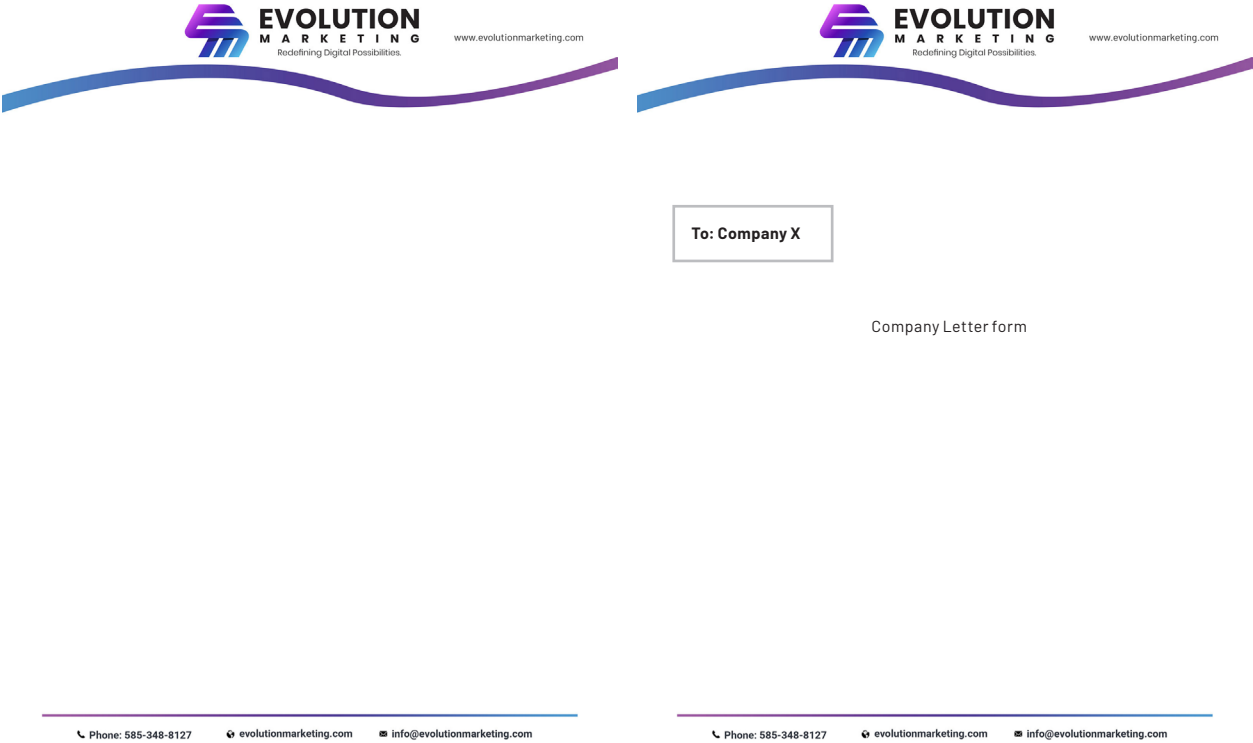 EVOLUTION
MARKETING
Redefining Digital Possibilities.
www.evolutionmarketing.com
Phone: 585-348-8127
evolutionmarketing.com
info@evolutionmarketing.com
EVOLUTION
MARKETING
Redefining Digital Possibilities.
www.evolutionmarketing.com
To: Company X
Company Letter form
Phone: 585-348-8127
evolutionmarketing.com
info@evolutionmarketing.com